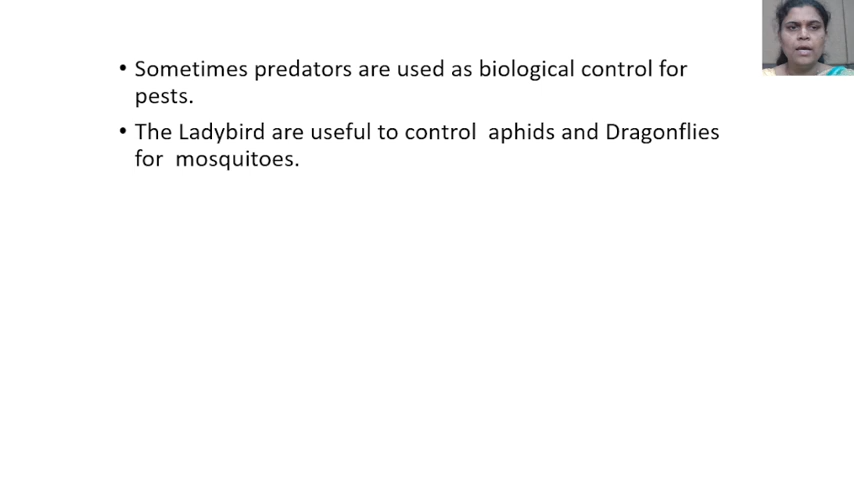 • Sometimes predators are used as biological control for
pests.
• The Ladybird are useful to control  aphids and Dragonflies
for  mosquitoes.